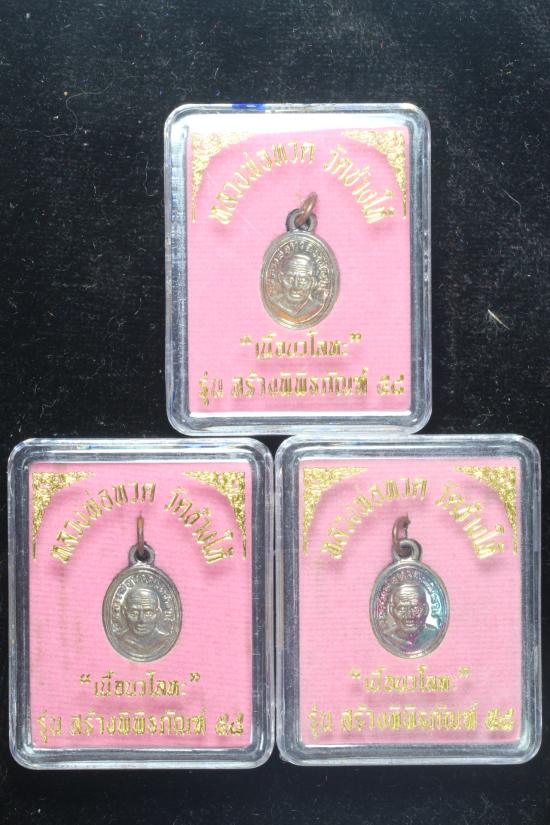 หลวงพ่อทวด วัดช้างให้
“เนื้อนวโลหะ”
รุ่น สร้างพิพิธภัณฑ์ ๕๕
หลวงพ่อทวด วัดช้างให้
“เนื้อนวโลหะ”
รุ่น สร้างพิพิธภัณฑ์ ๕๕
หลวงพ่อทวด วัดช้างให้
“เนื้อนวโลหะ”
รุ่น สร้างพิพิธภัณฑ์ ๕๕